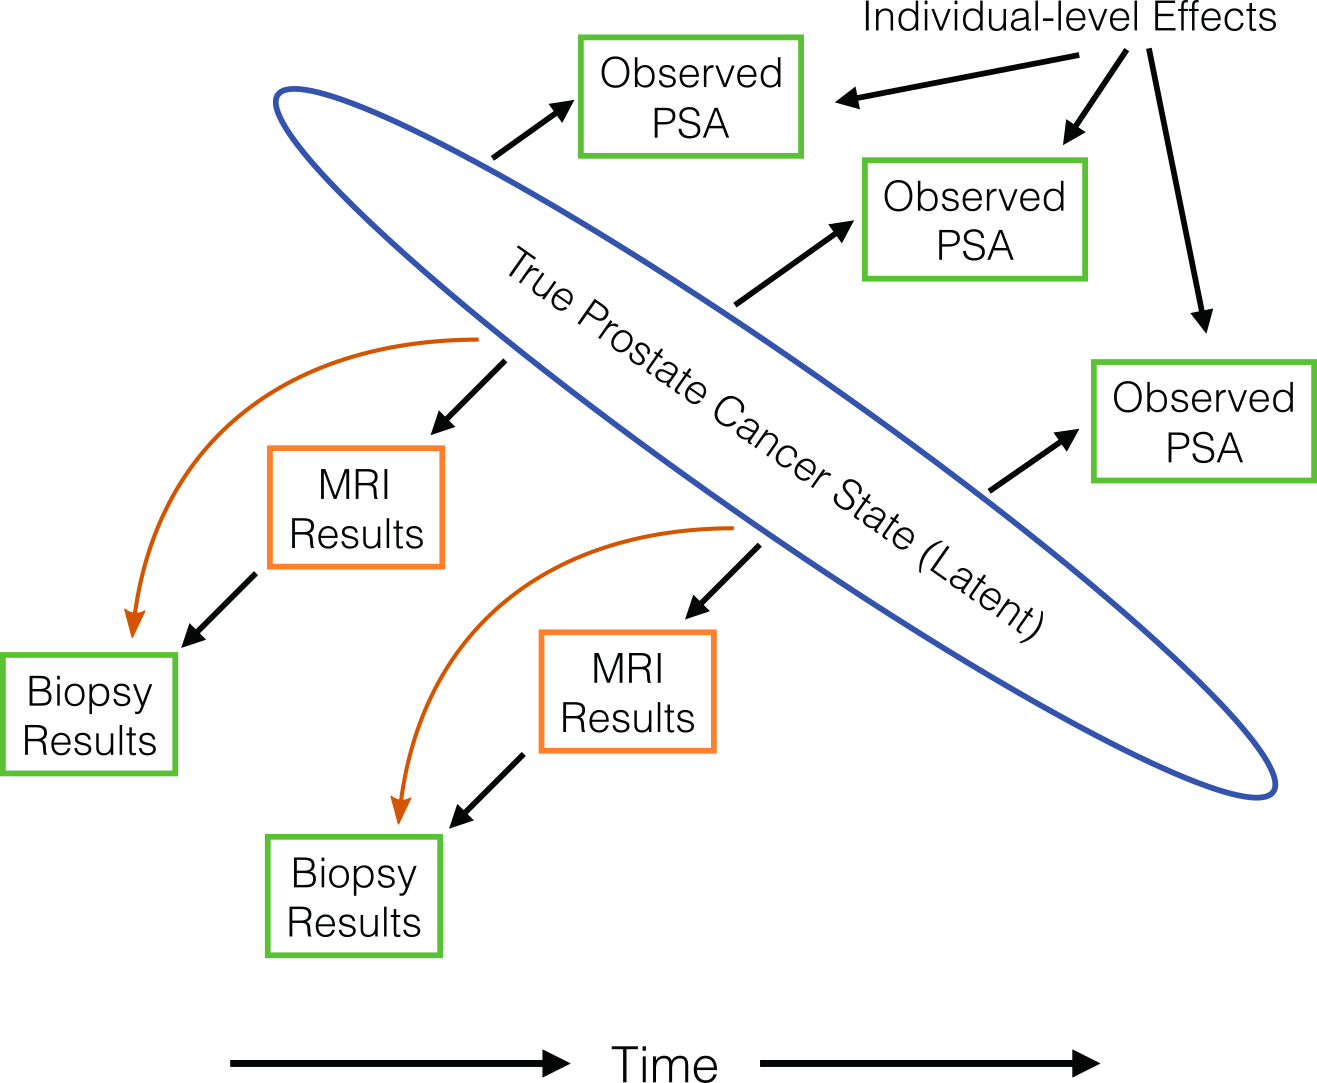 Individual-level Effects
Observed
PSA
Observed
PSA
True Prostate Cancer State (Latent)
Observed
PSA
MRI
Results
MRI
Results
Biopsy
Results
Biopsy
Results
Time